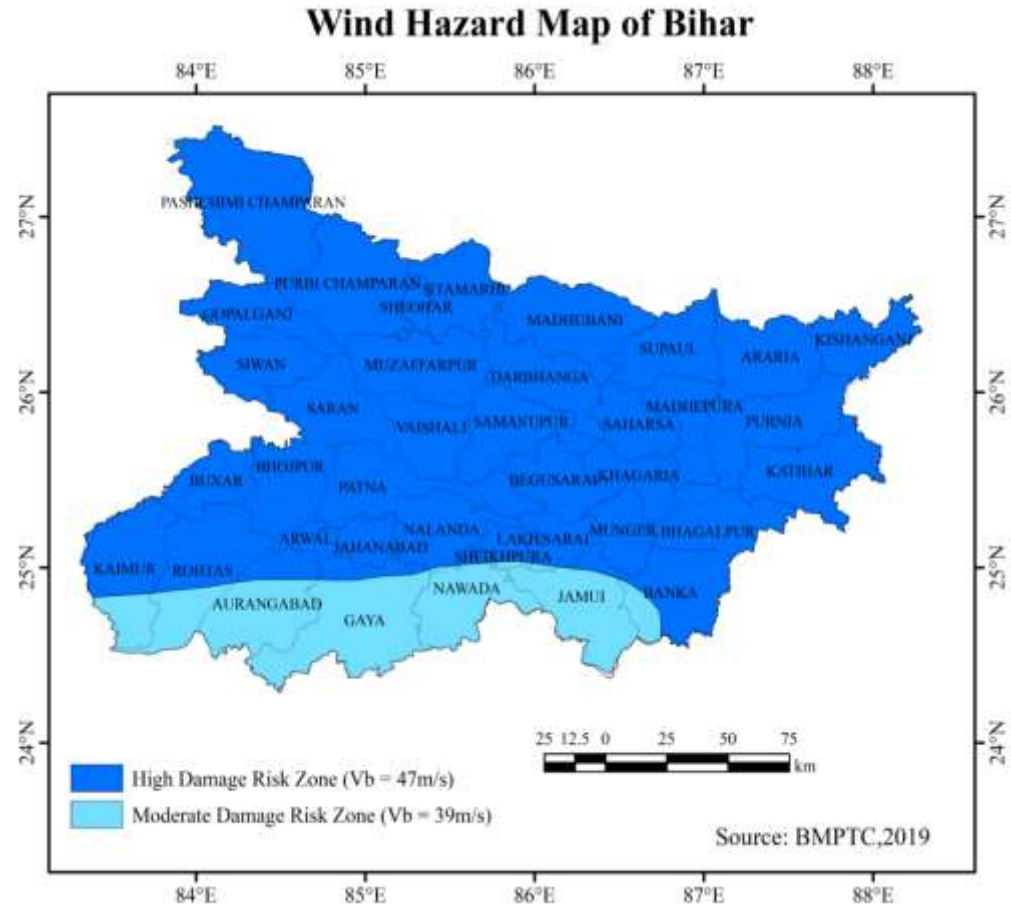 Wind Hazard Map of Bihar
84°E 85°E 86°E 87°E 88°E
27°N 27°N
PASHCHIMI CHAMPARAN
PURBI CHAMPARAN SITAMARHI
SHEOHAR
GOPALGANJ
MADHUBANI
KISHANGANJ
SUPAUL
ARARIA
SIWAN
MUZAFFARPUR
DARBHANGA
26°N 26°N
SARAN
MADHEPURA
VAISHALI
SAMASTIPUR
SAHARSA
PURNIA
BHOJPUR
BUXAR
PATNA
BEGUSARAI
KHAGARIA
KATIHAR
ARWAL
JAHANABAD
NALANDA
LAKHISARAI
MUNGER
BHAGALPUR
SHEIKHPURA
25°N 25°N
KAIMUR
ROHTAS
AURANGABAD
GAYA
NAWADA
JAMUI
BANKA
24°N 24°N
25 12.5 0 25 50 75
km
High Damage Risk Zone (Vb = 47m/s)
Moderate Damage Risk Zone (Vb = 39m/s)
Source: BMPTC,2019
84°E 85°E 86°E 87°E 88°E